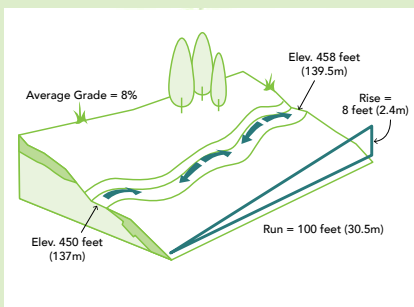 Elev. 458 feet
(139.5m)
Average Grade = 8%
Rise =
8 feet (2.4m)
Run = 100 feet (30.5m)
Elev. 450 feet
(137m)